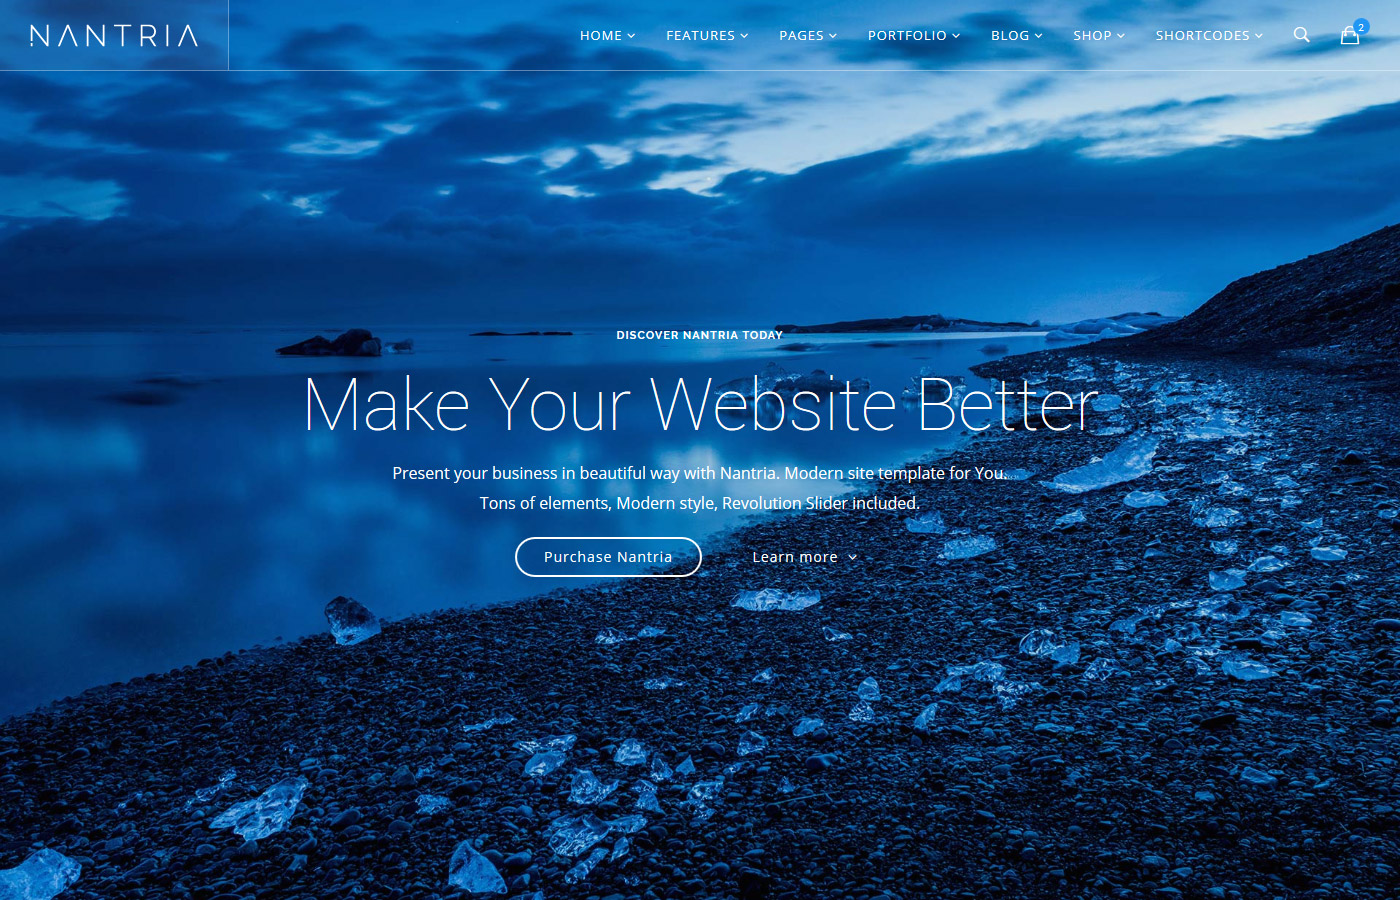 NANTRIA
HOME FEATURES PAGES PORTFOLIO BLOG SHOP SHORTCODES 2
DISCOVER NANTRIA TODAY
Make Your Website Better
Present your business in beautiful way with Nantria. Modern site template for You.
Tons of elements, Modern style, Revolution Slider included.
Purchase Nantria Learn more